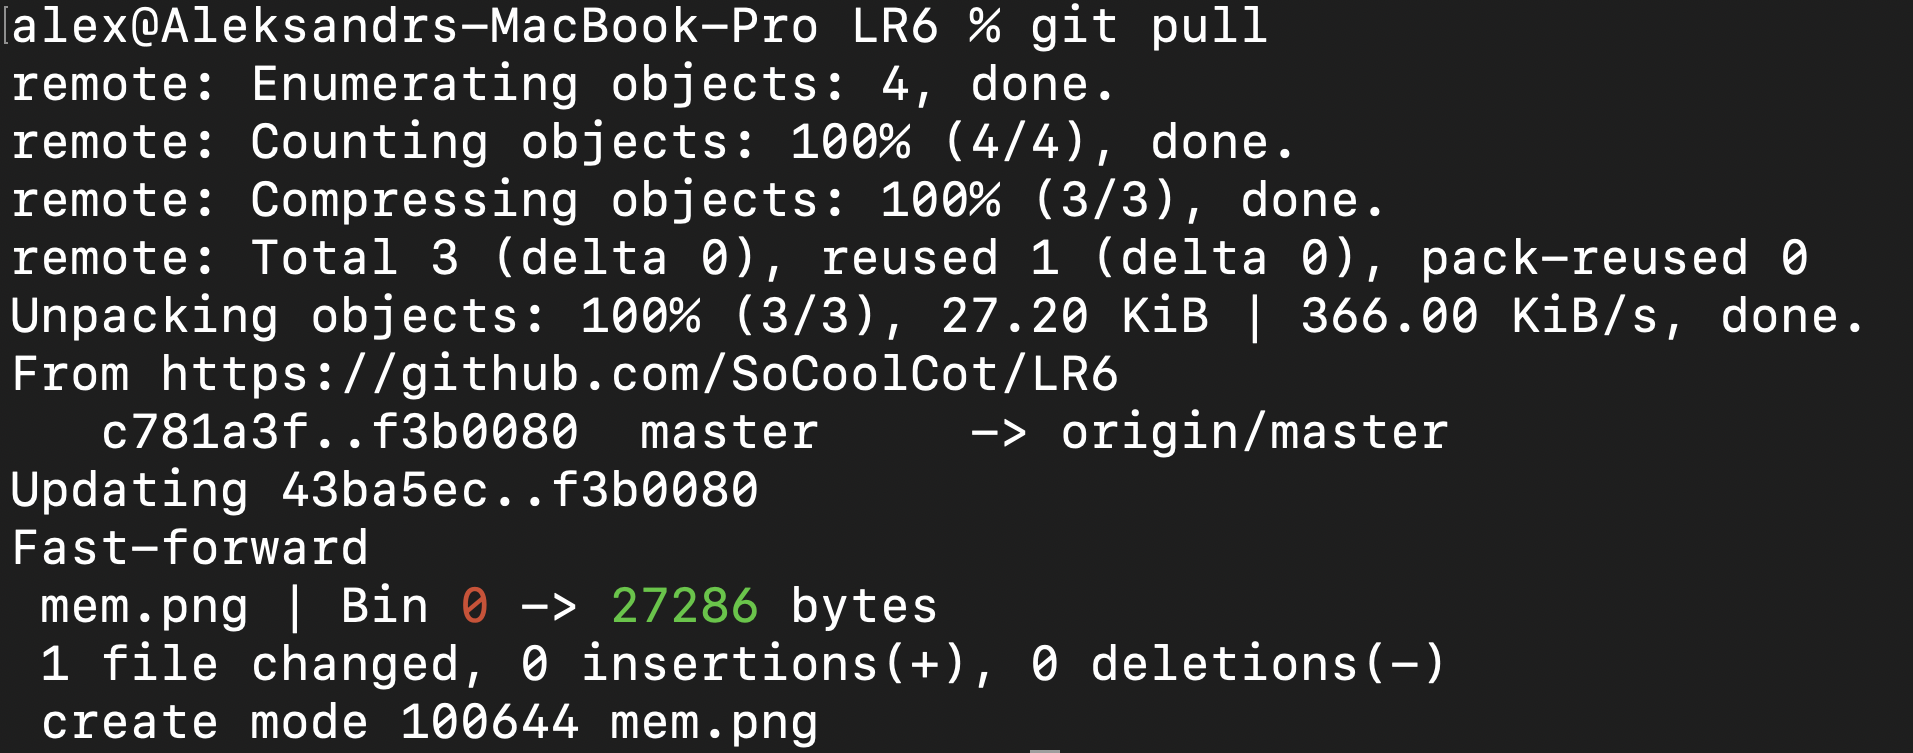 [alex@Aleksandrs-MacBook-Pro LR6 % git pull
remote: Enumerating objects: 4, done.
remote: Counting objects: 100% (4/4), done.
remote: Compressing objects: 100% (3/3), done.
remote: Total 3 (delta 0), reused 1 (delta 0), pack-reused 0
Unpacking objects: 100% (3/3), 27.20 KiB | 366.00 KiB/s, done.
From https://github.com/SoCoolCot/LR6
   c781a3f..f3b0080  master     -> origin/master
Updating 43ba5ec..f3b0080
Fast-forward
 mem.png | Bin 0 -> 27286 bytes
 1 file changed, 0 insertions(+), 0 deletions(-)
 create mode 100644 mem.png